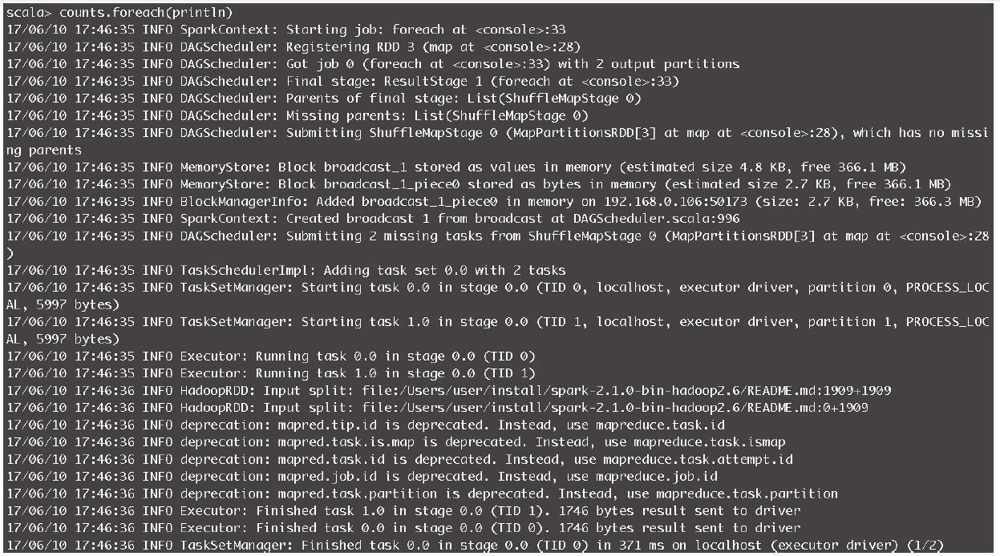 scala> counts.foreach(println)
17/06/10 17:46:35 INFO SparkContext: Starting job: foreach at <console>:33
17/06/10 17:46:35 INFO DAGScheduler: Registering RDD 3 (map at <console>:28)
17/06/10 17:46:35 INFO DAGScheduler: Got job 0 (foreach at <console>:33) with 2 output partitions
17/06/10 17:46:35 INFO DAGScheduler: Final stage: ResultStage 1 (foreach at <console>:33)
17/06/10 17:46:35 INFO DAGScheduler: Parents of final stage: List(ShuffleMapStage 0)
17/06/10 17:46:35 INFO DAGScheduler: Missing parents: List(ShuffleMapStage 0)
17/06/10 17:46:35 INFO DAGScheduler: Submitting ShuffleMapStage 0 (MapPartitionsRDD[3] at map at <console>:28), which has no missi
ng parents
17/06/10 17:46:35 INFO MemoryStore: Block broadcast_1 stored as values in memory (estimated size 4.8 KB, free 366.1 MB)
17/06/10 17:46:35 INFO MemoryStore: Block broadcast_1_piece0 stored as bytes in memory (estimated size 2.7 KB, free 366.1 MB)
17/06/10 17:46:35 INFO BlockManagerInfo: Added broadcast_1_piece0 in memory on 192.168.0.106:50173 (size: 2.7 KB, free: 366.3 MB)
17/06/10 17:46:35 INFO SparkContext: Created broadcast 1 from broadcast at DAGScheduler.scala:996
17/06/10 17:46:35 INFO DAGScheduler: Submitting 2 missing tasks from ShuffleMapStage 0 (MapPartitionsRDD[3] at map at <console>:28
)
17/06/10 17:46:35 INFO TaskSchedulerImpl: Adding task set 0.0 with 2 tasks
17/06/10 17:46:35 INFO TaskSetManager: Starting task 0.0 in stage 0.0 (TID 0, localhost, executor driver, partition 0, PROCESS_LOC
AL, 5997 bytes)
17/06/10 17:46:35 INFO TaskSetManager: Starting task 1.0 in stage 0.0 (TID 1, localhost, executor driver, partition 1, PROCESS_LOC
AL, 5997 bytes)
17/06/10 17:46:35 INFO Executor: Running task 0.0 in stage 0.0 (TID 0)
17/06/10 17:46:35 INFO Executor: Running task 1.0 in stage 0.0 (TID 1)
17/06/10 17:46:36 INFO HadoopRDD: Input split: file:/Users/user/install/spark-2.1.0-bin-hadoop2.6/README.md:1909+1909
17/06/10 17:46:36 INFO HadoopRDD: Input split: file:/Users/user/install/spark-2.1.0-bin-hadoop2.6/README.md:0+1909
17/06/10 17:46:36 INFO deprecation: mapred.tip.id is deprecated. Instead, use mapreduce.task.id
17/06/10 17:46:36 INFO deprecation: mapred.task.is.map is deprecated. Instead, use mapreduce.task.ismap
17/06/10 17:46:36 INFO deprecation: mapred.task.id is deprecated. Instead, use mapreduce.task.attempt.id
17/06/10 17:46:36 INFO deprecation: mapred.job.id is deprecated. Instead, use mapreduce.job.id
17/06/10 17:46:36 INFO deprecation: mapred.task.partition is deprecated. Instead, use mapreduce.task.partition
17/06/10 17:46:36 INFO Executor: Finished task 1.0 in stage 0.0 (TID 1). 1746 bytes result sent to driver
17/06/10 17:46:36 INFO Executor: Finished task 0.0 in stage 0.0 (TID 0). 1746 bytes result sent to driver
17/06/10 17:46:36 INFO TaskSetManager: Finished task 0.0 in stage 0.0 (TID 0) in 371 ms on localhost (executor driver) (1/2)